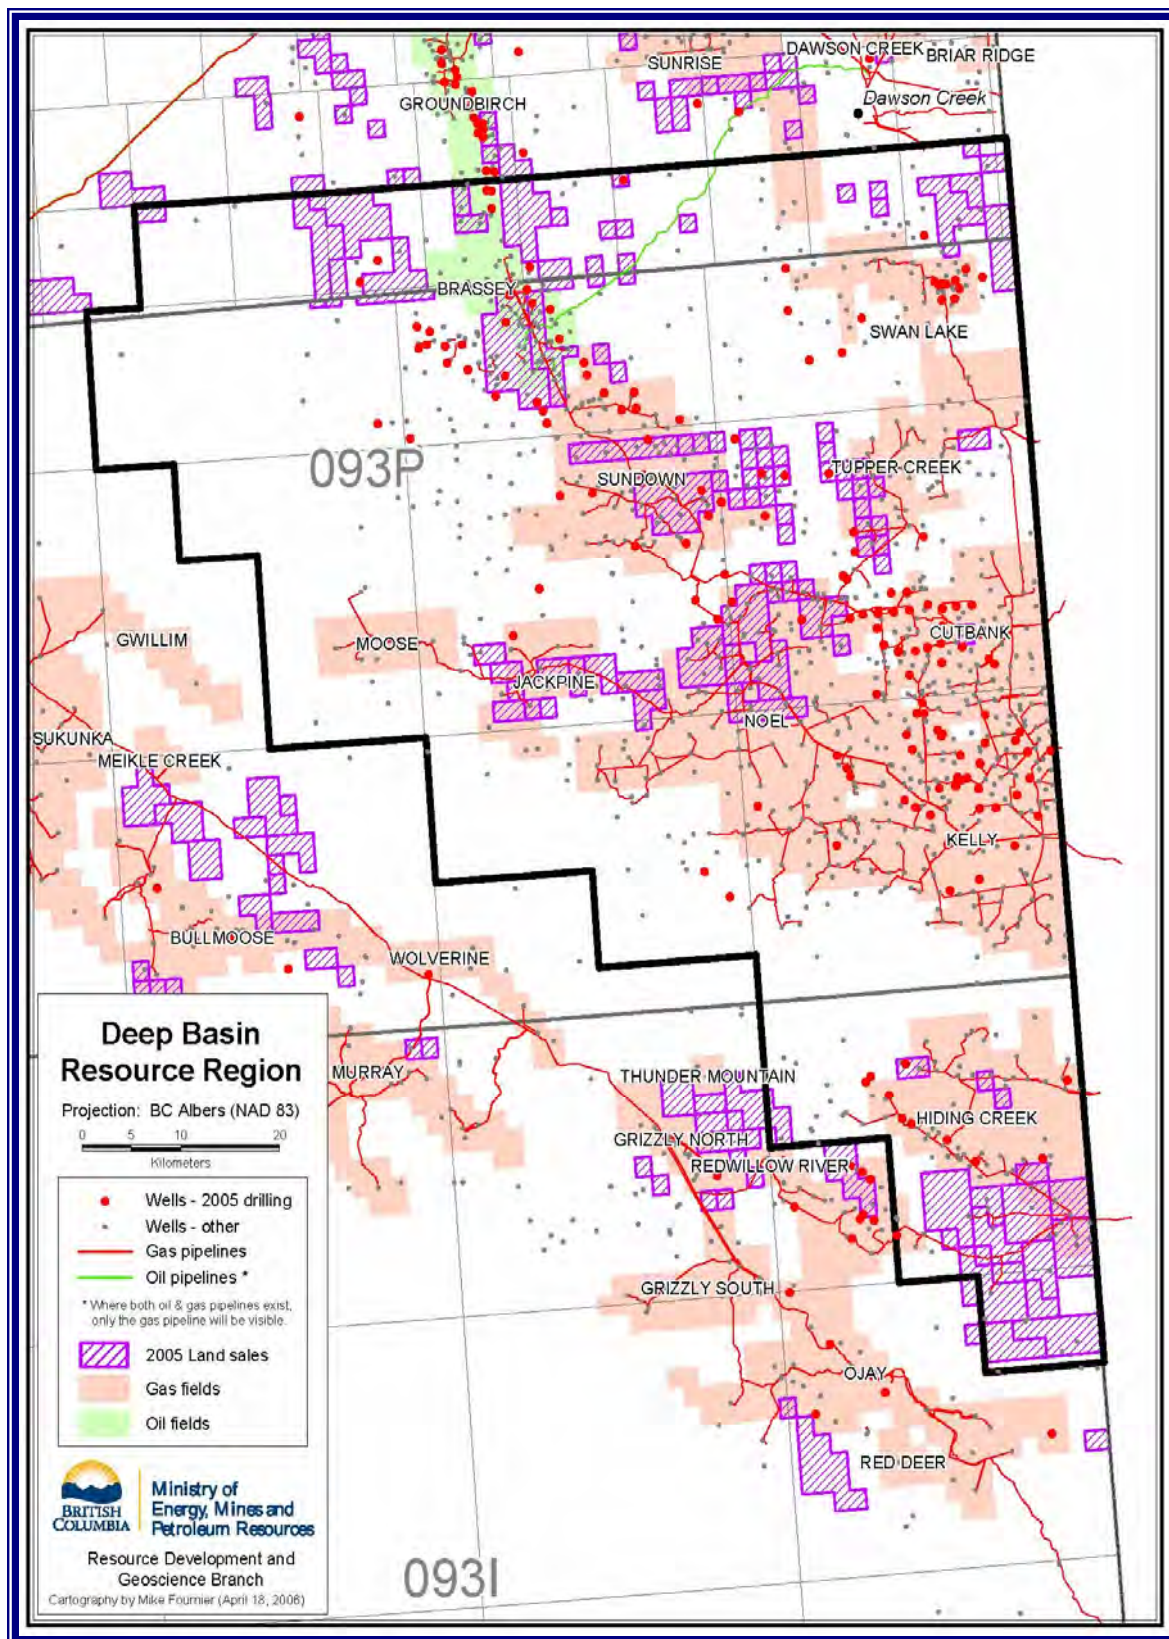 DAWSON CREEK
BRIAR RIDGE
SUNRISE
Dawson Creek
GROUNDBIRCH
BRASSEY
SWAN LAKE
093P
SUNDOWN
TUPPER CREEK
GWILLIM
MOOSE
CUTBANK
JACKPINE
NOEL
SUKUNKA
MEIKLE CREEK
KELLY
BULLMOOSE
WOLVERINE
MURRAY
THUNDER MOUNTAIN
HIDING CREEK
GRIZZLY NORTH
REDWILLOW RIVER
GRIZZLY SOUTH
OJAY
RED DEER
093I
Deep Basin
Resource Region
Projection: BC Albers (NAD 83)
0 5 10 20
Kilometers
Wells - 2005 drilling
Wells - other
Gas pipelines
Oil pipelines *
* Where both oil & gas pipelines exist,
only the gas pipeline will be visible.
2005 Land sales
Gas fields
Oil fields
BRITISH
COLUMBIA
Ministry of
Energy, Mines and
Petroleum Resources
Resource Development and
Geoscience Branch
Cartography by Mike Fournier (April 18, 2006)